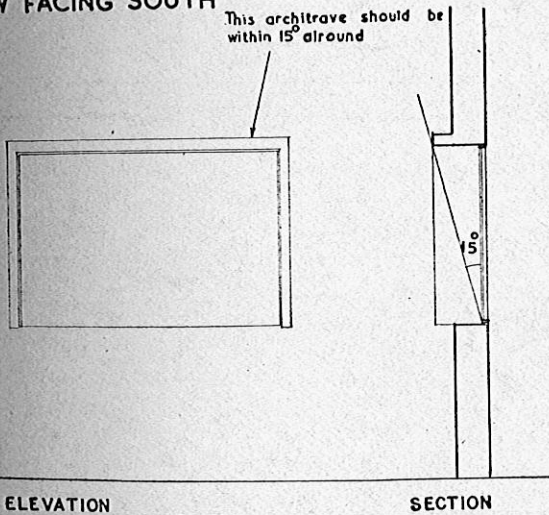 FACING SOUTH
This architrave should be
within 15° alround
15°
ELEVATION
SECTION